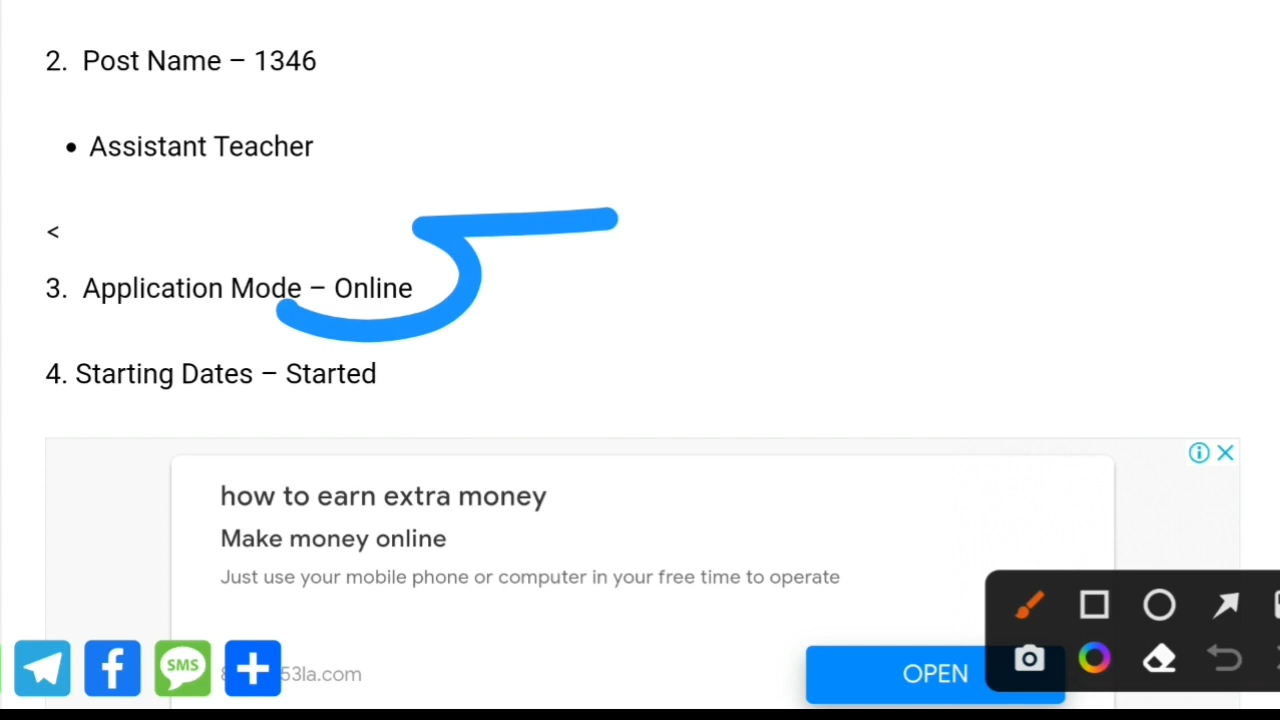 2. Post Name – 1346
• Assistant Teacher
<
3. Application Mode – Online
4. Starting Dates – Started
how to earn extra money
Make money online
Just use your mobile phone or computer in your free time to operate
53la.com
OPEN
SMS